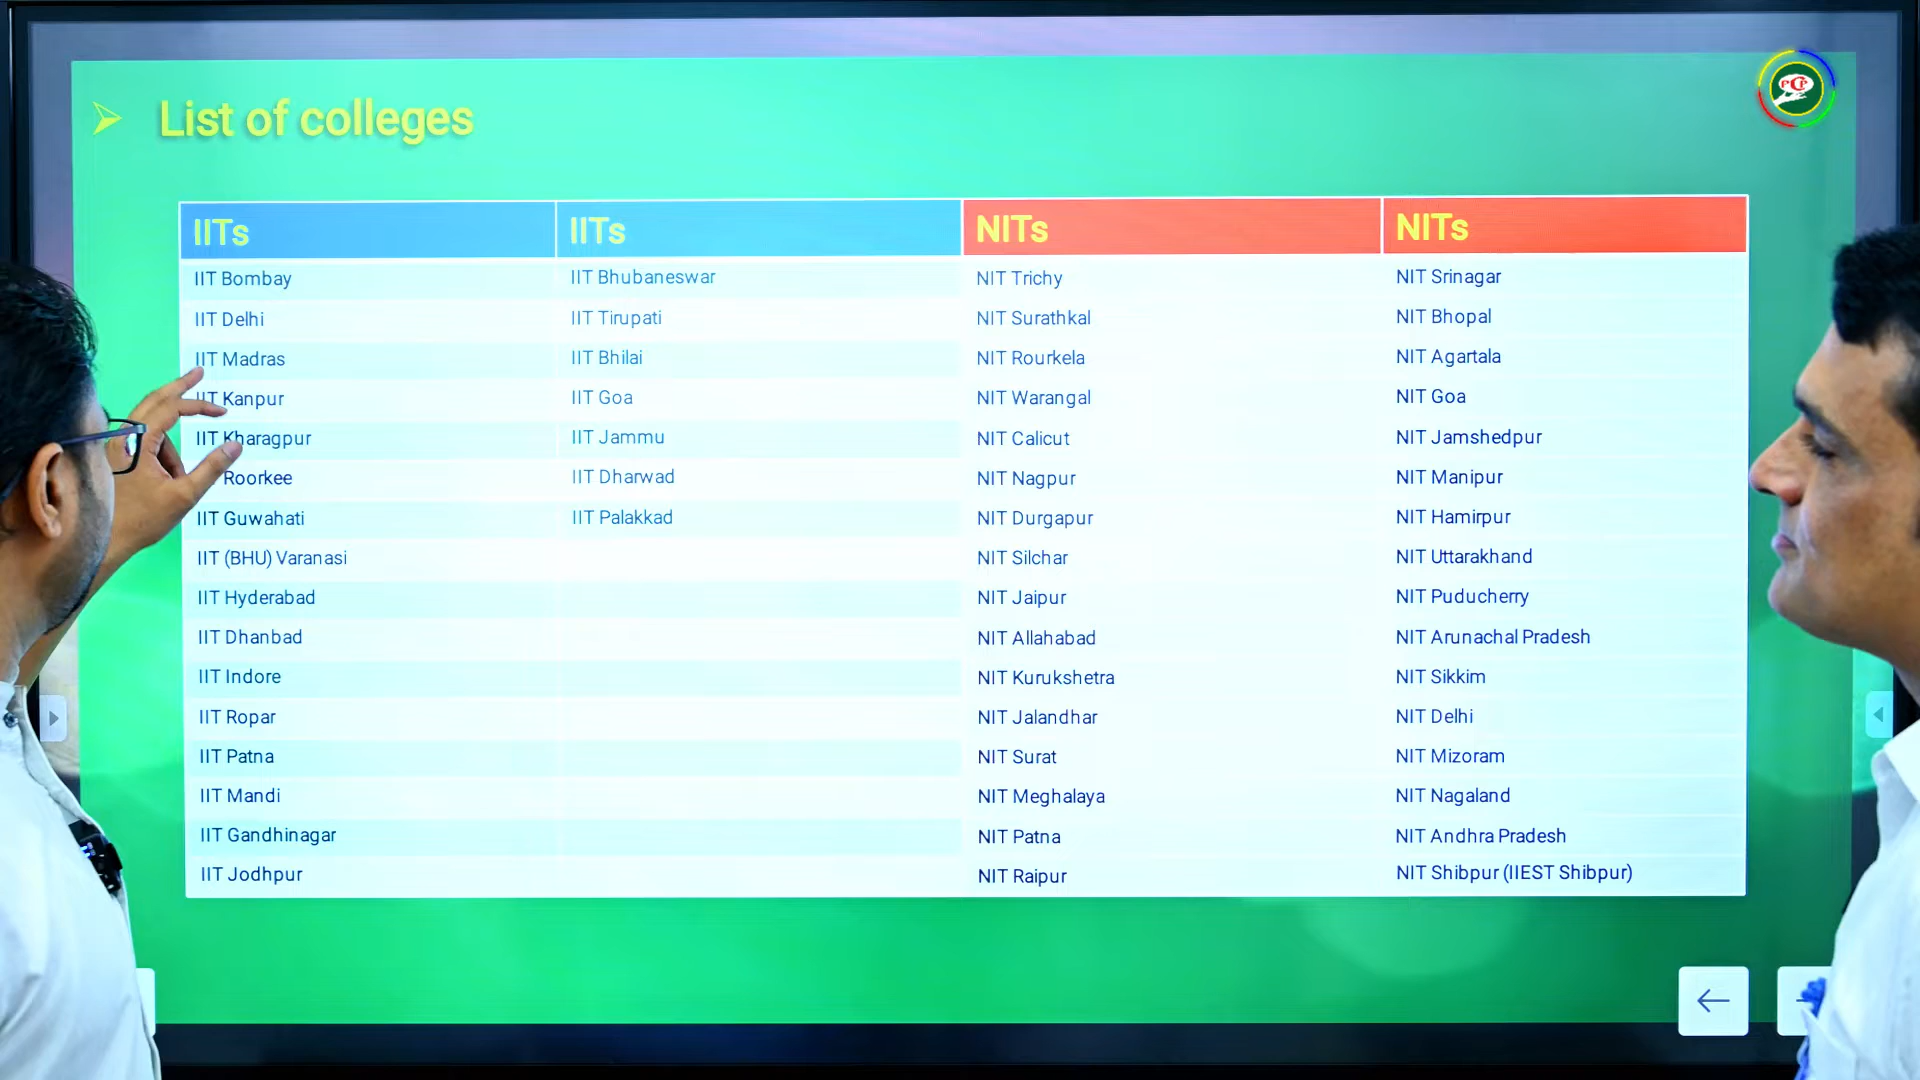 List of colleges
IITs IITs NITs NITs
IIT Bombay IIT Bhubaneswar NIT Trichy NIT Srinagar
IIT Delhi IIT Tirupati NIT Surathkal NIT Bhopal
IIT Madras IIT Bhilai NIT Rourkela NIT Agartala
IIT Kanpur IIT Goa NIT Warangal NIT Goa
IIT Kharagpur IIT Jammu NIT Calicut NIT Jamshedpur
Roorkee IIT Dharwad NIT Nagpur NIT Manipur
IIT Guwahati IIT Palakkad NIT Durgapur NIT Hamirpur
IIT (BHU) Varanasi NIT Silchar NIT Uttarakhand
IIT Hyderabad NIT Jaipur NIT Puducherry
IIT Dhanbad NIT Allahabad NIT Arunachal Pradesh
IIT Indore NIT Kurukshetra NIT Sikkim
IIT Ropar NIT Jalandhar NIT Delhi
IIT Patna NIT Surat NIT Mizoram
IIT Mandi NIT Meghalaya NIT Nagaland
IIT Gandhinagar NIT Patna NIT Andhra Pradesh
IIT Jodhpur NIT Raipur NIT Shibpur (IIEST Shibpur)